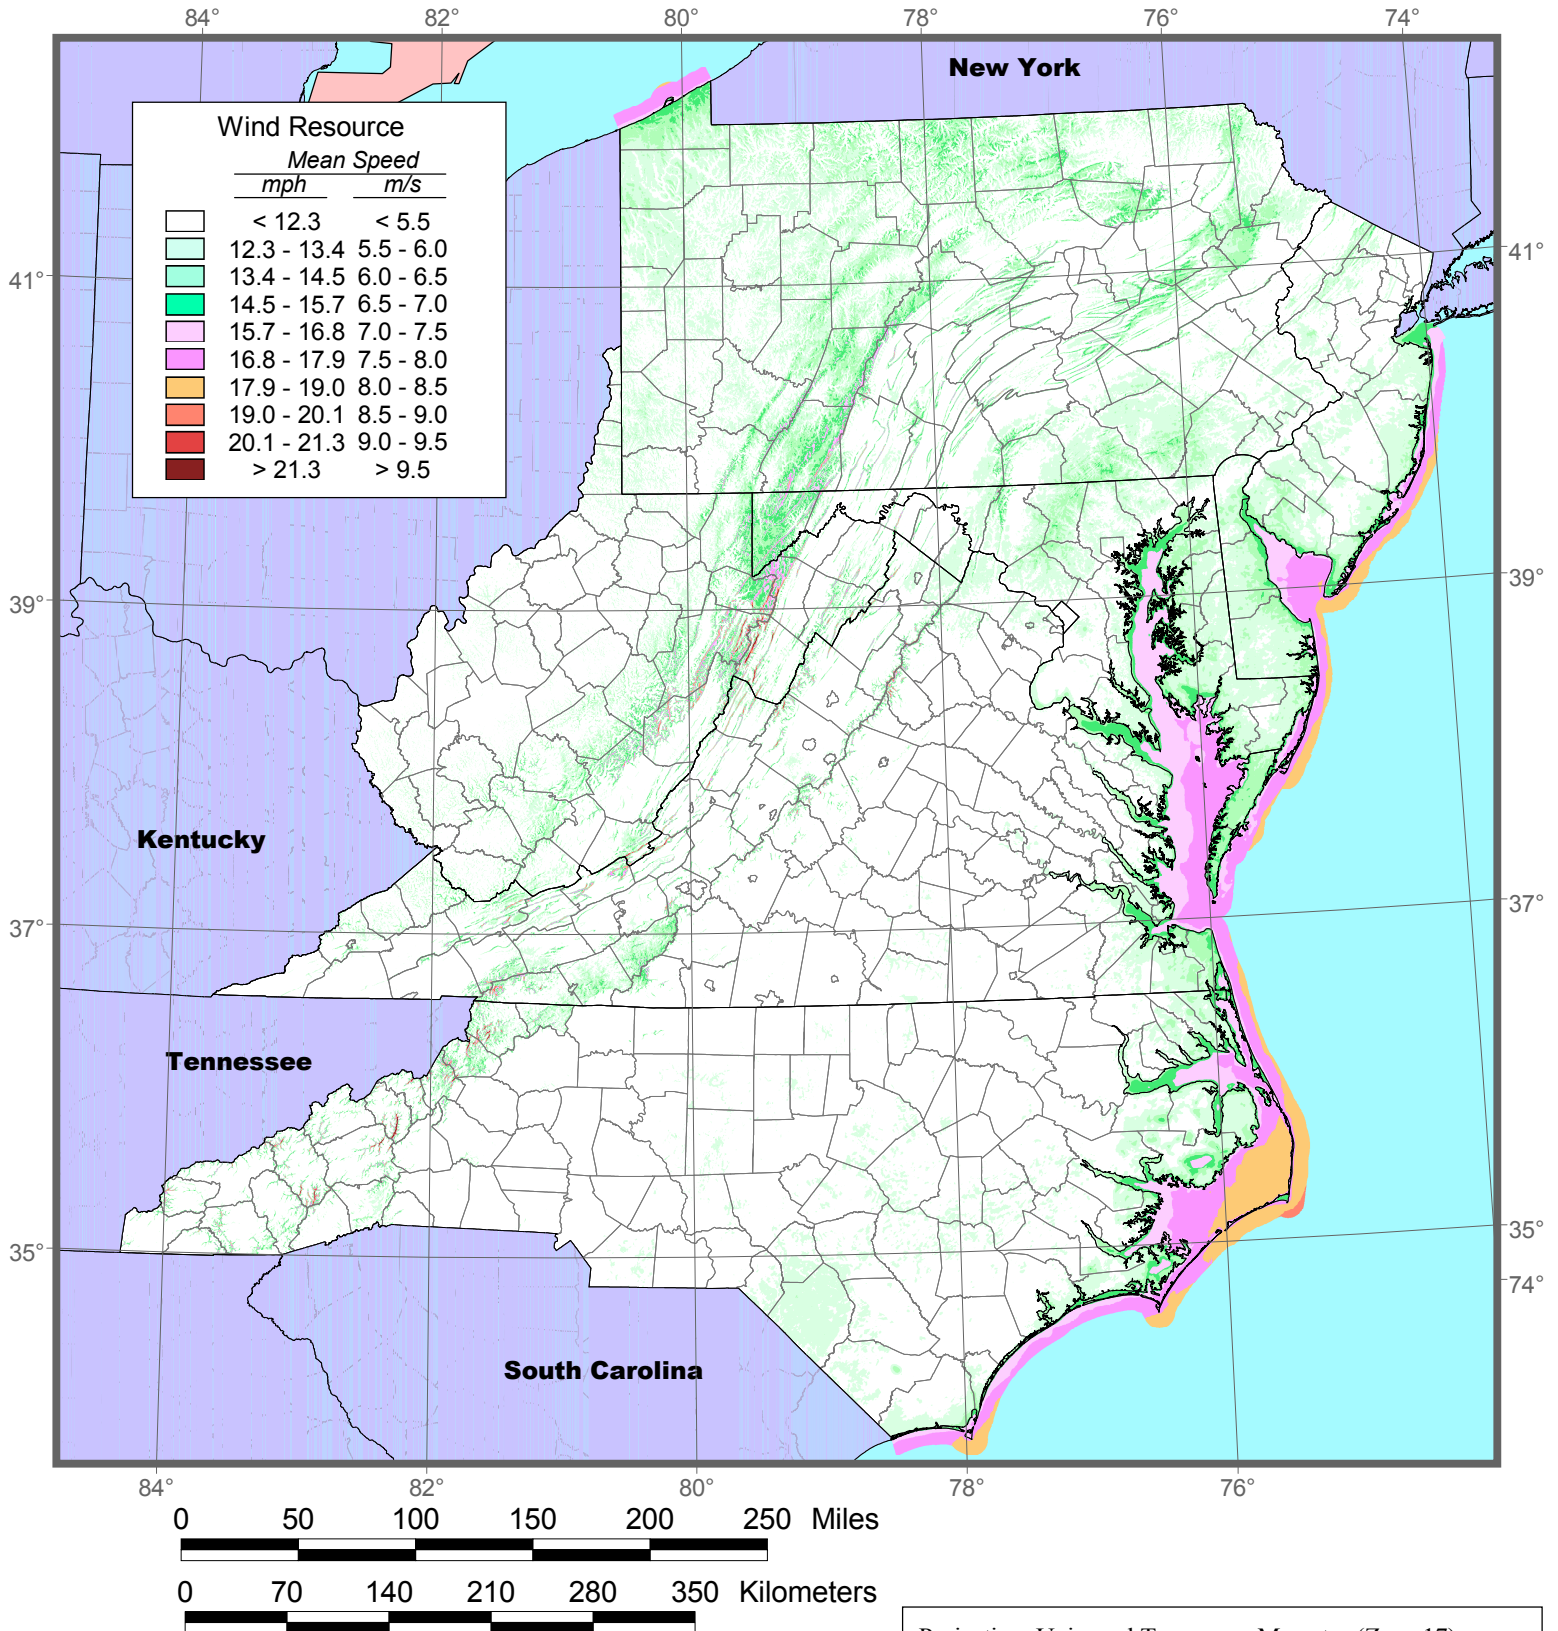 84° 82° 80° 78° 76° 74°
New York
Wind Resource
Mean Speed
mph m/s
< 12.3 < 5.5
12.3 - 13.4 5.5 - 6.0
13.4 - 14.5 6.0 - 6.5
14.5 - 15.7 6.5 - 7.0
15.7 - 16.8 7.0 - 7.5
16.8 - 17.9 7.5 - 8.0
17.9 - 19.0 8.0 - 8.5
19.0 - 20.1 8.5 - 9.0
20.1 - 21.3 9.0 - 9.5
> 21.3 > 9.5
41° 41°
39° 39°
Kentucky
37° 37°
Tennessee
35° 35°
74°
South Carolina
84° 82° 80° 78° 76°
0 50 100 150 200 250 Miles
0 70 140 210 280 350 Kilometers